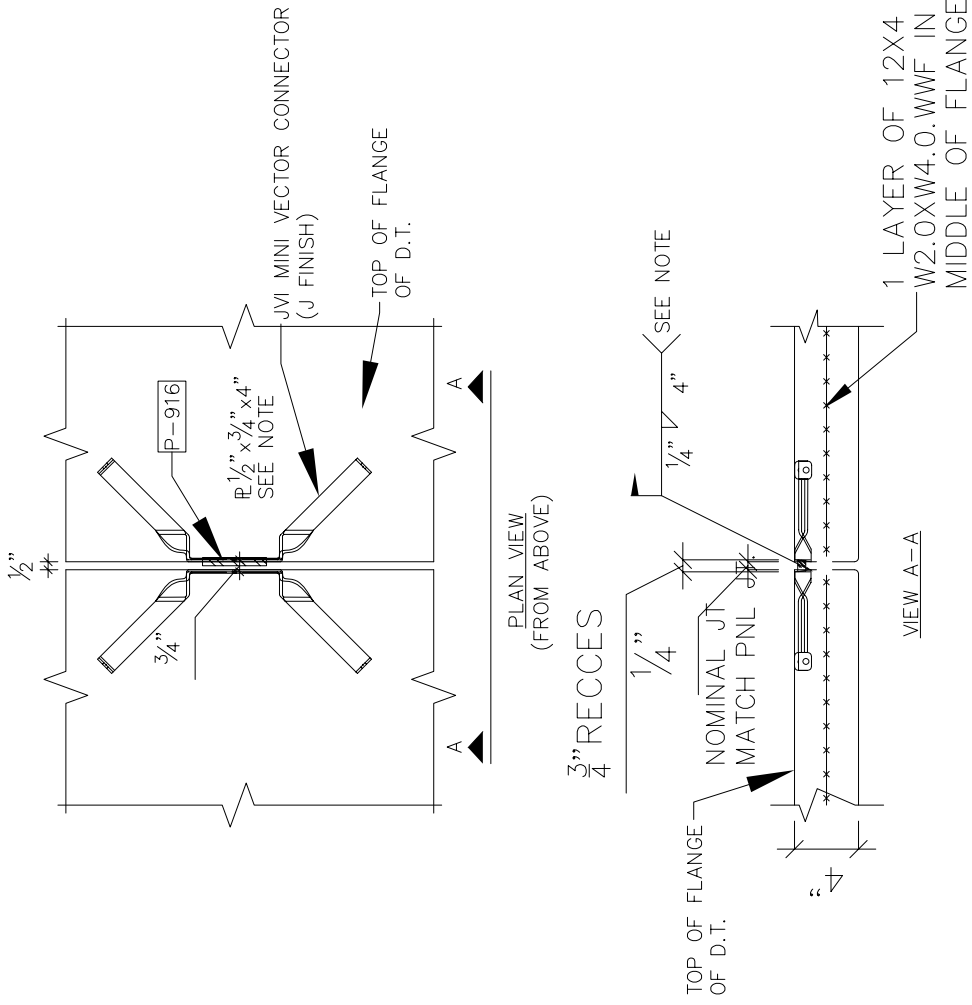 ½"
P-916
JVI MINI VECTOR CONNECTOR
(J FINISH)
TOP OF FLANGE
OF D.T.
PL ½" x ¾" x4"
SEE NOTE
¾"
A
A
PLAN VIEW
(FROM ABOVE)
¾" RECCES
¼"
NOMINAL JT
MATCH PNL JT.
¼"
4"
SEE NOTE
TOP OF FLANGE
OF D.T.
4"
VIEW A-A
1 LAYER OF 12X4
W2.0XW4.0.WWF IN
MIDDLE OF FLANGE